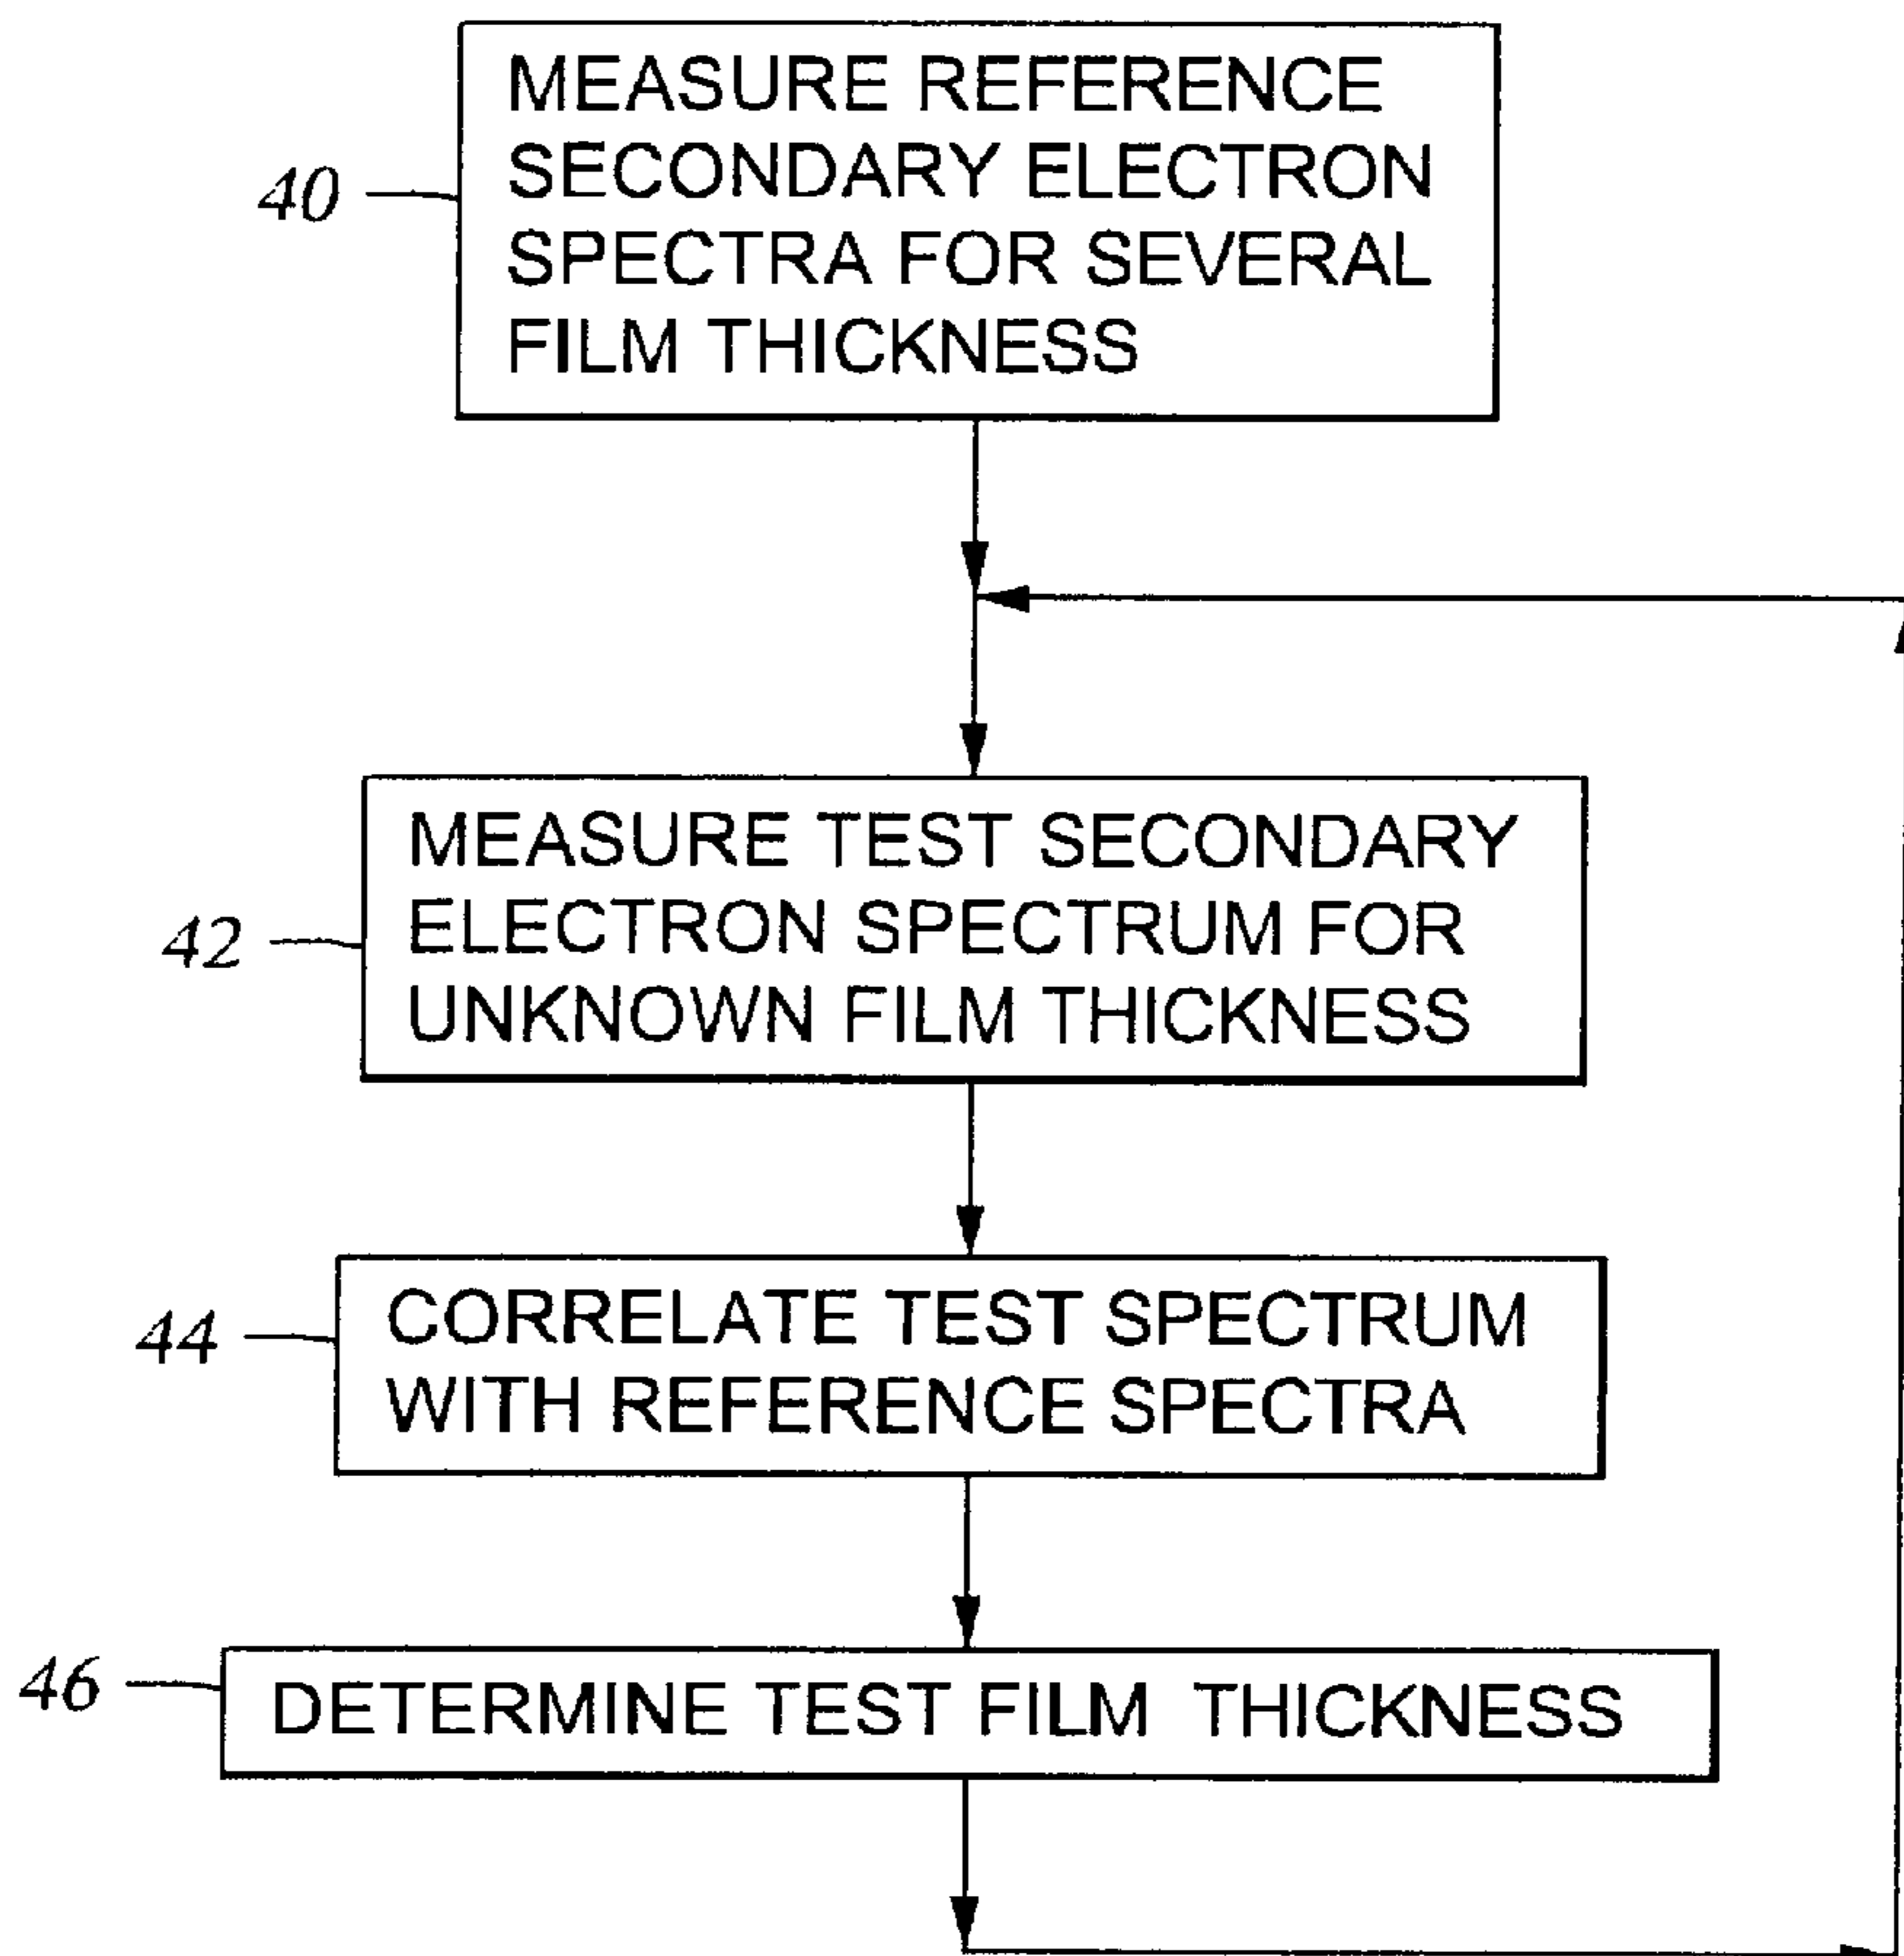 MEASURE REFERENCE
40
SECONDARY ELECTRON
SPECTRA FOR SEVERAL
FILM THICKNESS
MEASURE TEST SECONDARY
42
ELECTRON SPECTRUM FOR
UNKNOWN FILM THICKNESS
44
CORRELATE TEST SPECTRUM
WITH REFERENCE SPECTRA
46
DETERMINE TEST FILM THICKNESS